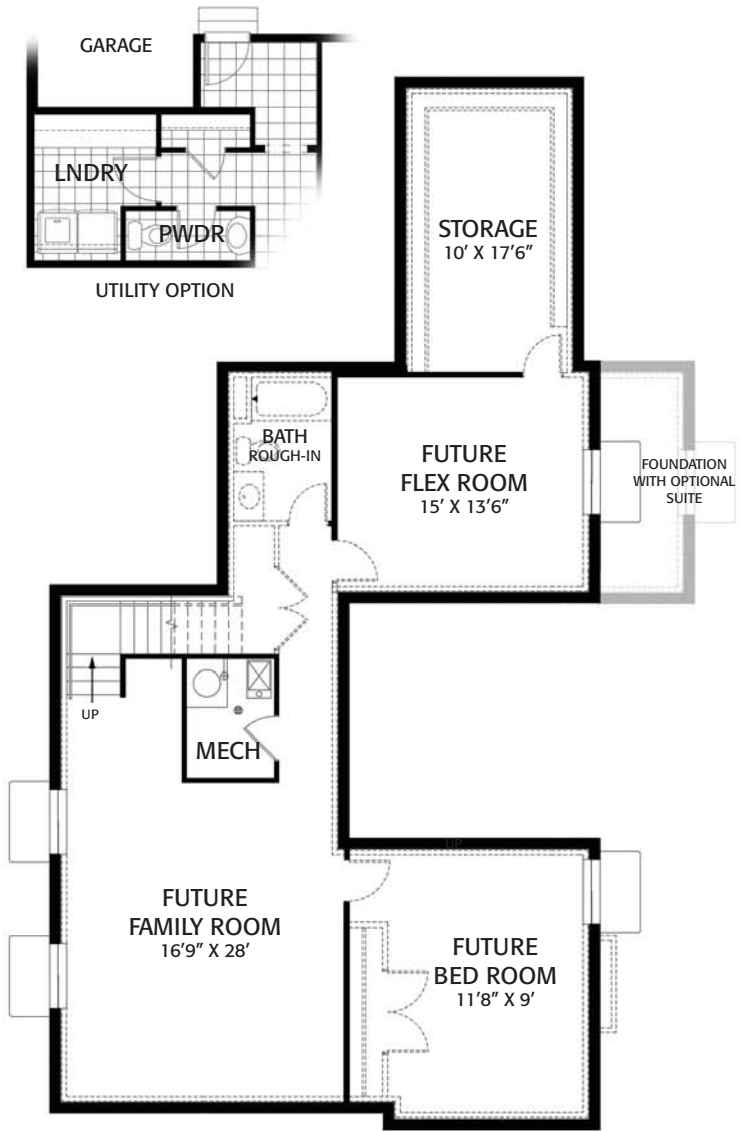 GARAGE
LNDRY
PWDR
UTILITY OPTION
STORAGE
10' X 17'6"
BATH
ROUGH-IN
FUTURE
FLEX ROOM
15' X 13'6"
FOUNDATION
WITH OPTIONAL
SUITE
UP
MECH
UP
FUTURE
FAMILY ROOM
16'9" X 28'
FUTURE
BED ROOM
11'8" X 9'